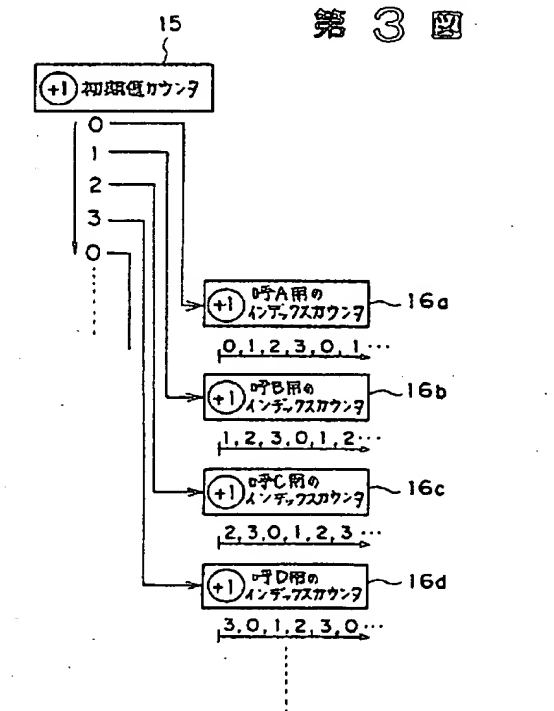 第3図
15
+1 初期値カウンタ
0
1
2
3
0
+1 呼A用の
インデックスカウンタ
16a
0,1,2,3,0,1…
+1 呼B用の
インデックスカウンタ
16b
1,2,3,0,1,2…
+1 呼C用の
インデックスカウンタ
16c
2,3,0,1,2,3…
+1 呼D用の
インデックスカウンタ
16d
3,0,1,2,3,0…